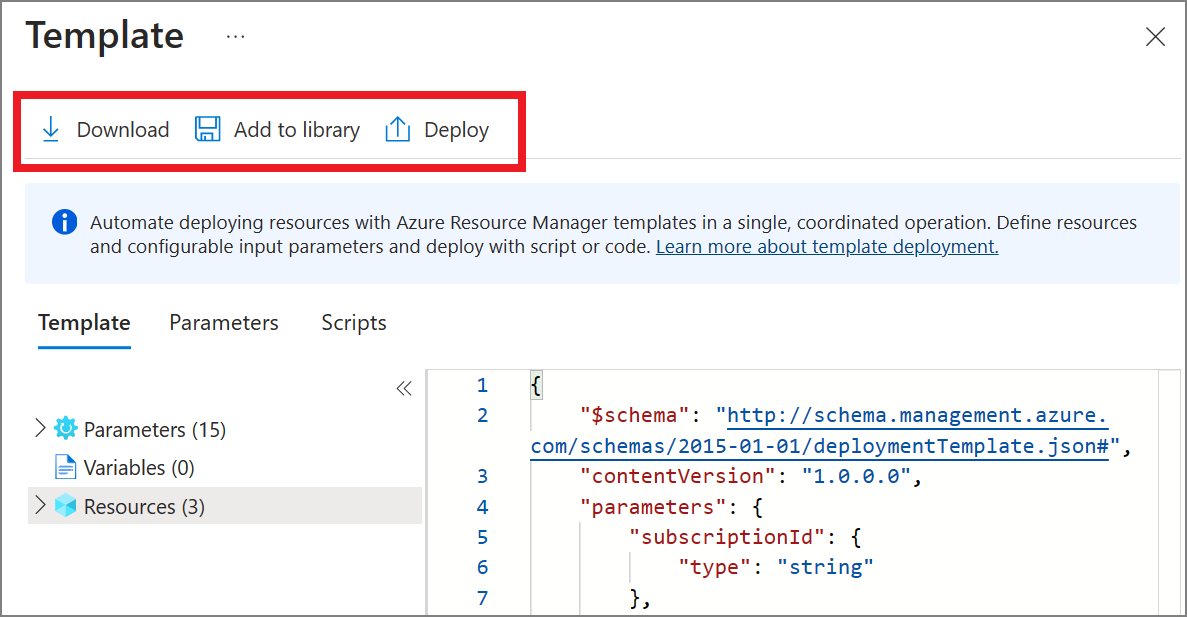 Template ...
Download Add to library Deploy
Automate deploying resources with Azure Resource Manager templates in a single, coordinated operation. Define resources
and configurable input parameters and deploy with script or code. Learn more about template deployment.
Template Parameters Scripts
Parameters (15)
Variables (0)
Resources (3)
1 {
2 "$schema": "http://schema.management.azure.
com/schemas/2015-01-01/deploymentTemplate.json#",
3 "contentVersion": "1.0.0.0",
4 "parameters": {
5 "subscriptionId": {
6 "type": "string"
7 },